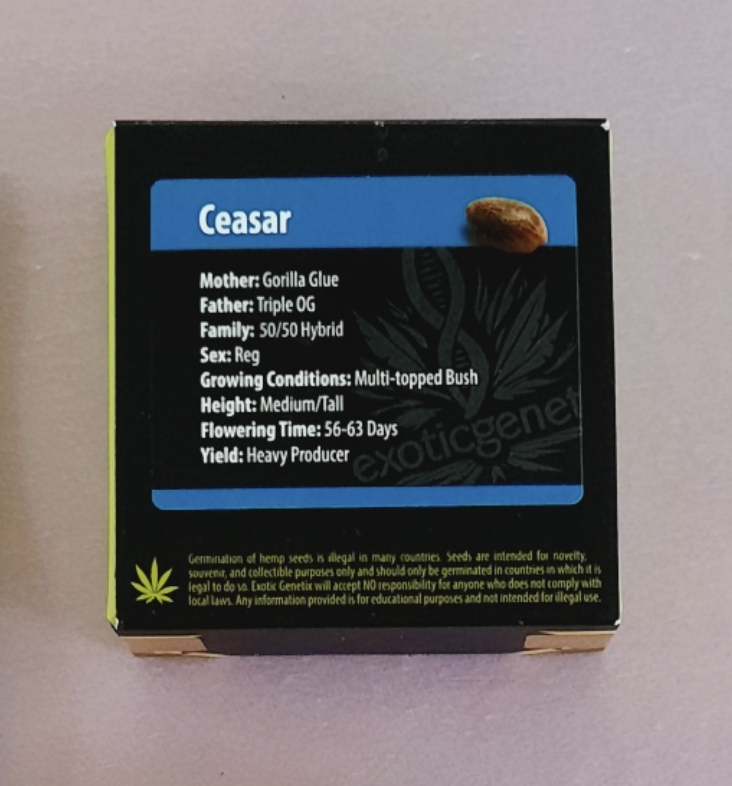 Ceasar
Mother: Gorilla Glue
Father: Triple OG
Family: 50/50 Hybrid
Sex: Reg
Growing Conditions: Multi-topped Bush
Height: Medium/Tall
Flowering Time: 56-63 Days
Yield: Heavy Producer
exoticgenet
Germination of hemp seeds is illegal in many countries. Seeds are intended for novelty,
souvenir, and collectible purposes only and should only be germinated in countries in which it is
legal to do so. Exotic Genetix will accept NO responsibility for anyone who does not comply with
local laws. Any information provided is for educational purposes and not intended for illegal use.